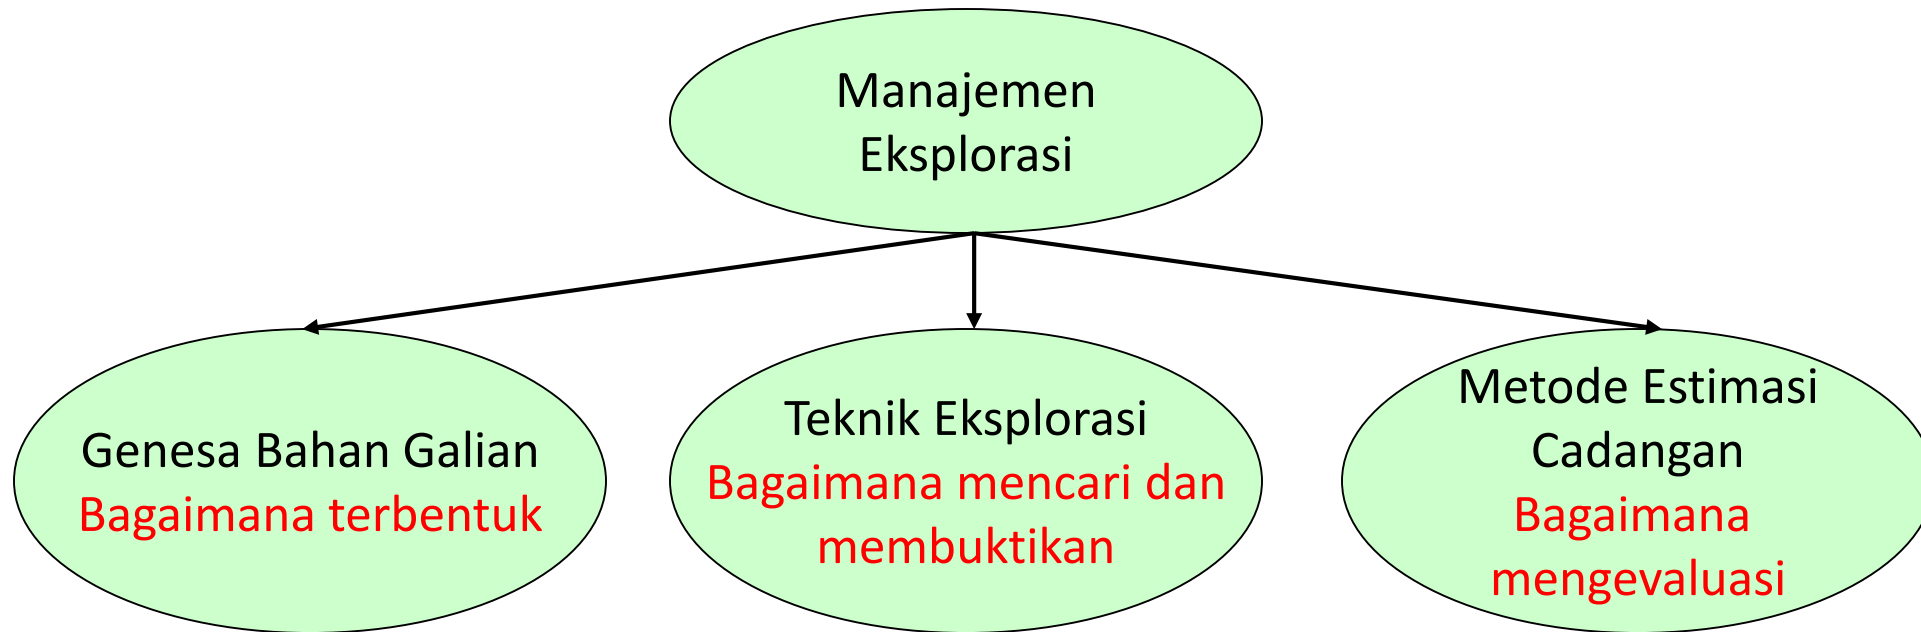 Manajemen
Eksplorasi
Genesa Bahan Galian
Bagaimana terbentuk
Teknik Eksplorasi
Bagaimana mencari dan
membuktikan
Metode Estimasi
Cadangan
Bagaimana
mengevaluasi